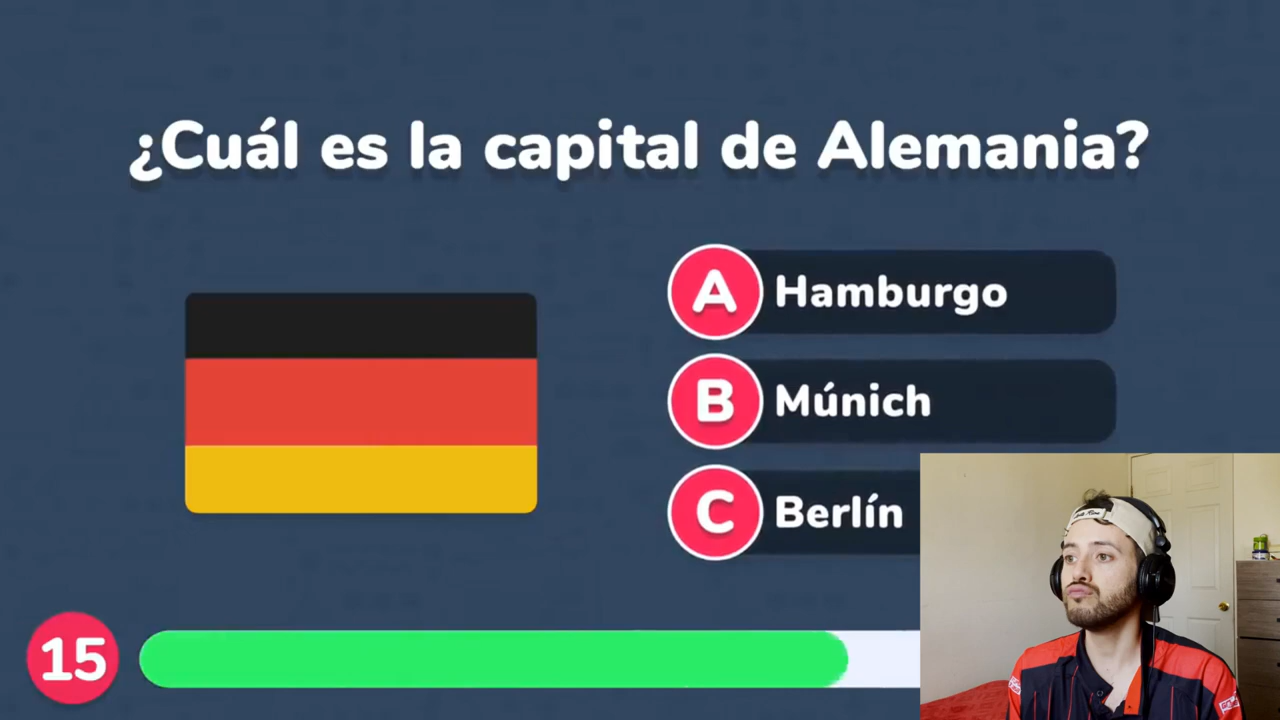 ¿Cuál es la capital de Alemania?
A Hamburgo
B Múnich
C Berlín
15